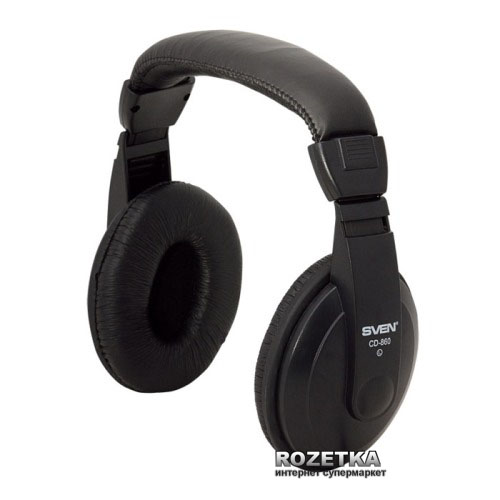 SVEN
CD-860
L
ROZETKA
интернет супермаркет